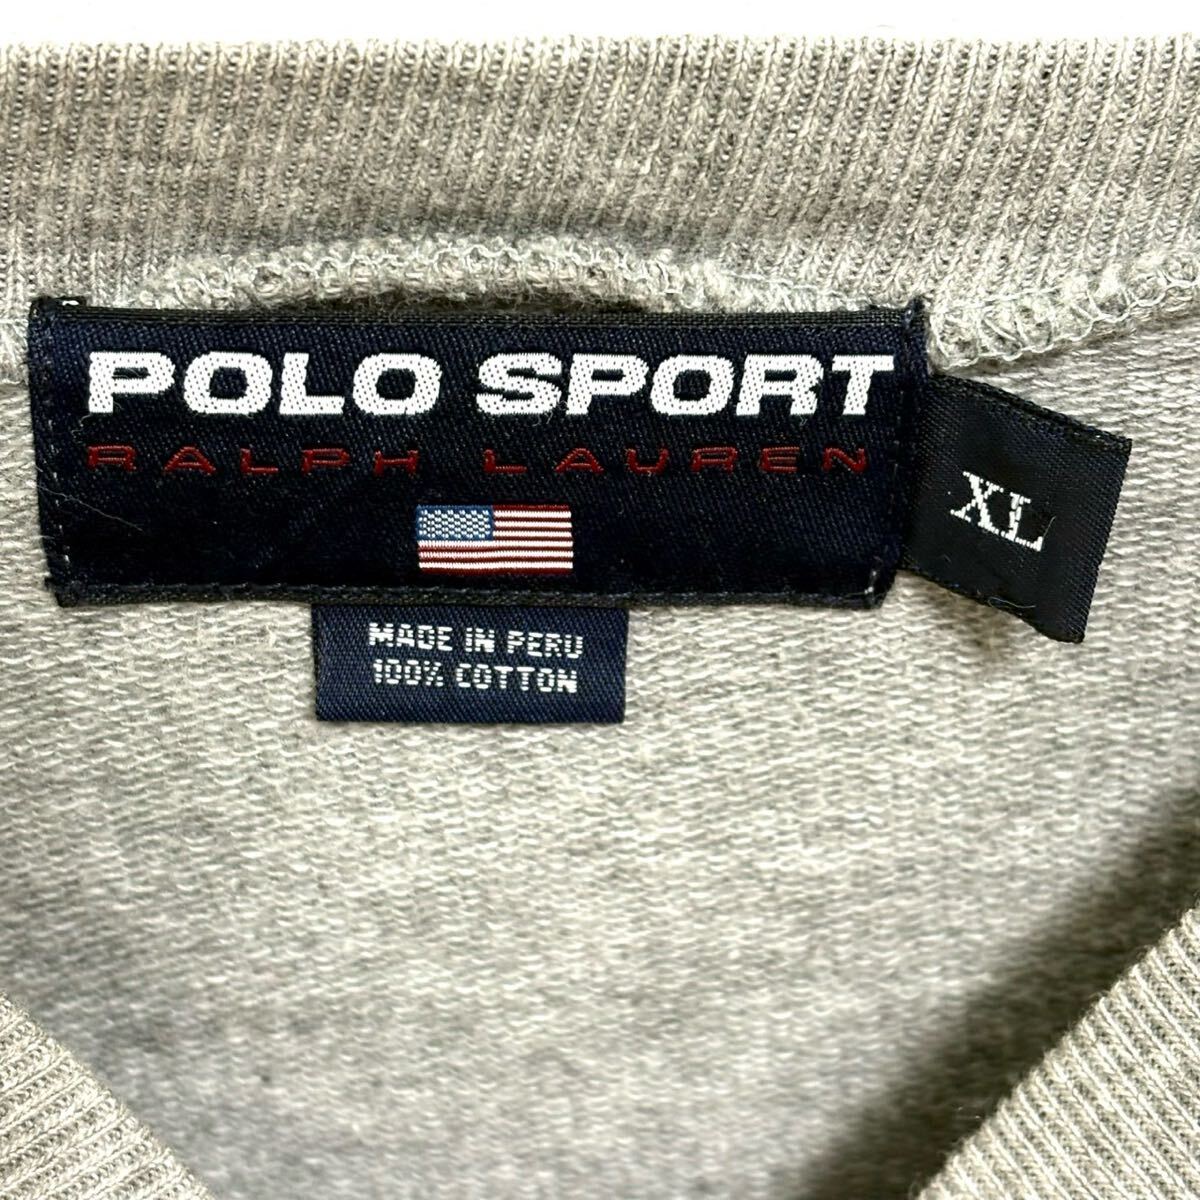 POLO SPORT
RALPH LAUREN
XL
MADE IN PERU
100% COTTON